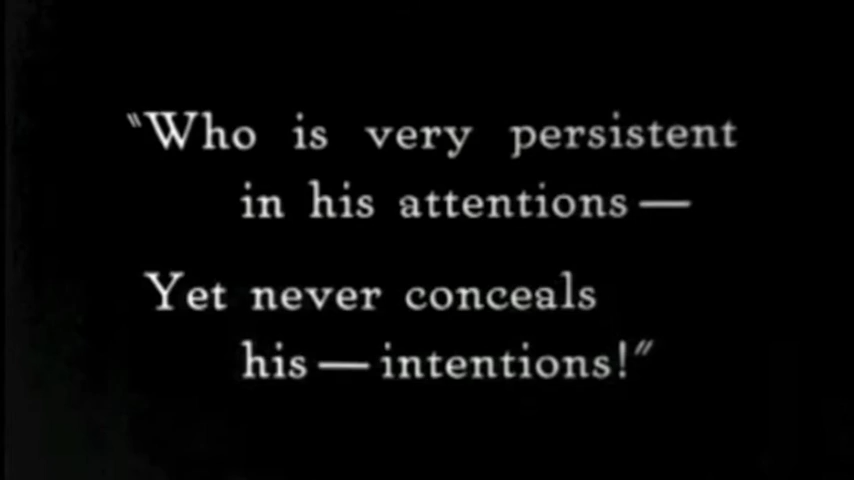 "Who is very persistent
in his attentions—
Yet never conceals
his—intentions!"